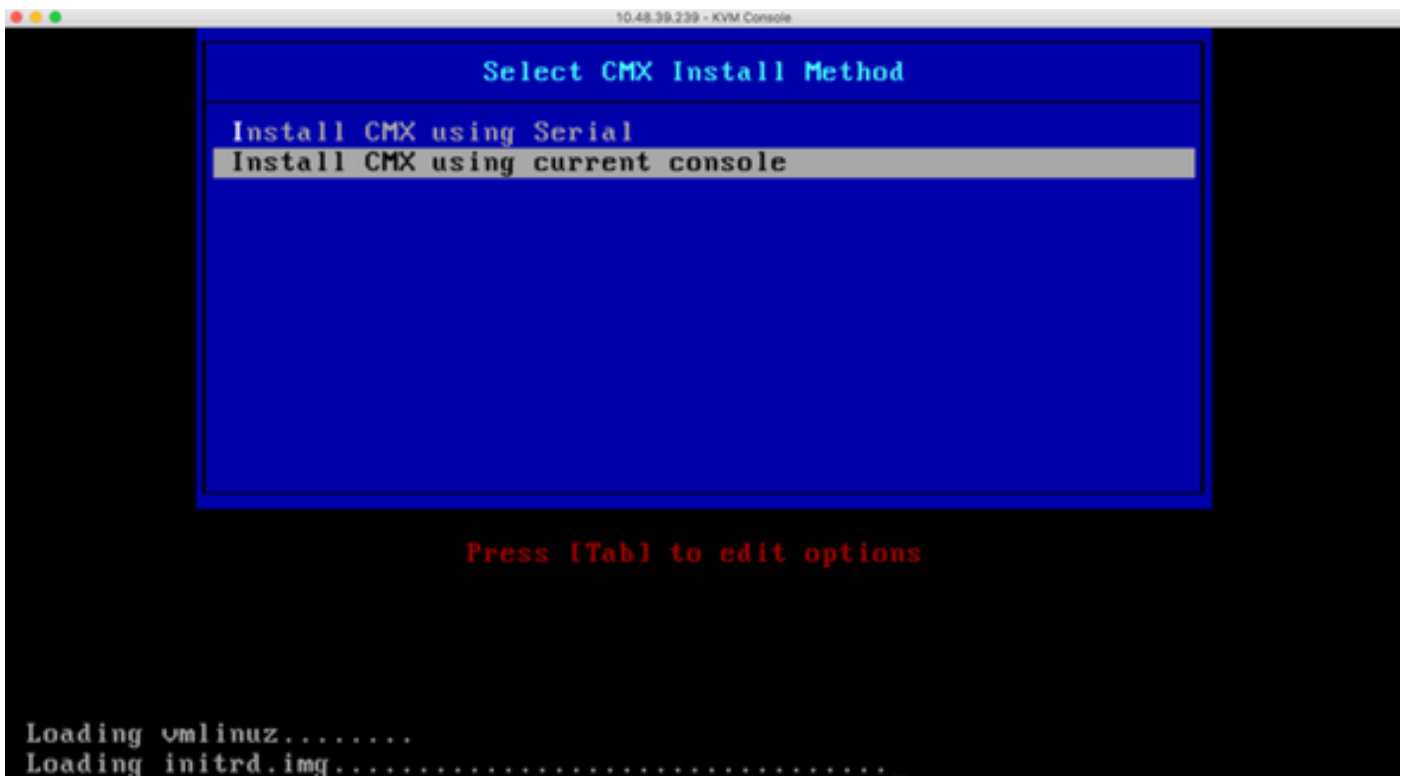 10.48.39.239 - KVM Console
Select CMX Install Method
Install CMX using Serial
Install CMX using current console
Press [Tab] to edit options
Loading vmlinuz........
Loading initrd.img..................................